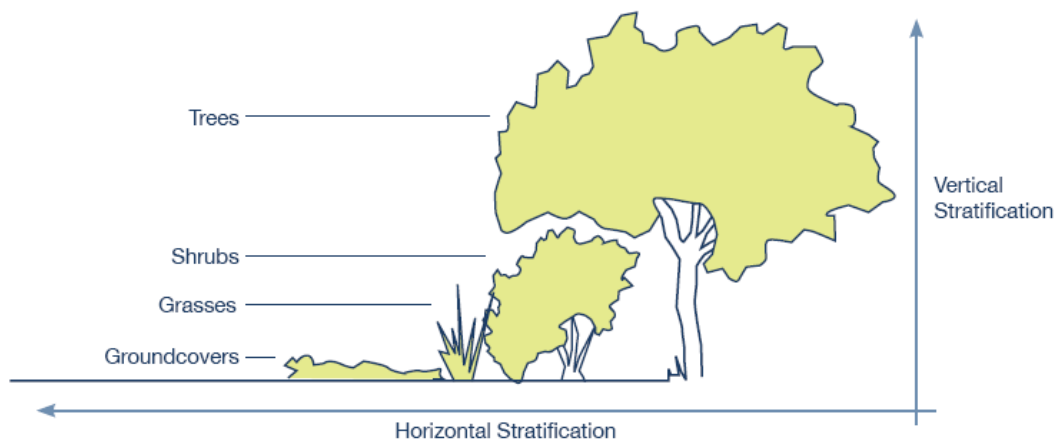 Trees
Vertical
Stratification
Shrubs
Grasses
Groundcovers
Horizontal Stratification